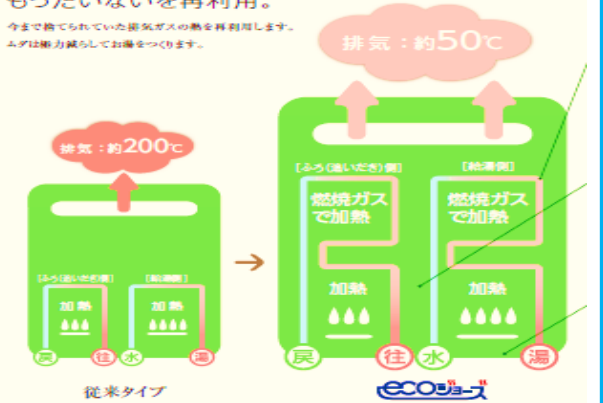 もったいないを再利用。
今まで捨てられていた排気ガスの熱を再利用します。
ムダは極力減らしてお湯をつくります。
排気：約50℃
排気：約200℃
[ふろ(追いだき)側]
[給湯側]
燃焼ガス
で加熱
燃焼ガス
で加熱
加熱
加熱
戻
往
水
湯
[ふろ(追いだき)側]
[給湯側]
加熱
加熱
戻
往
水
湯
従来タイプ
ecoジョーズ